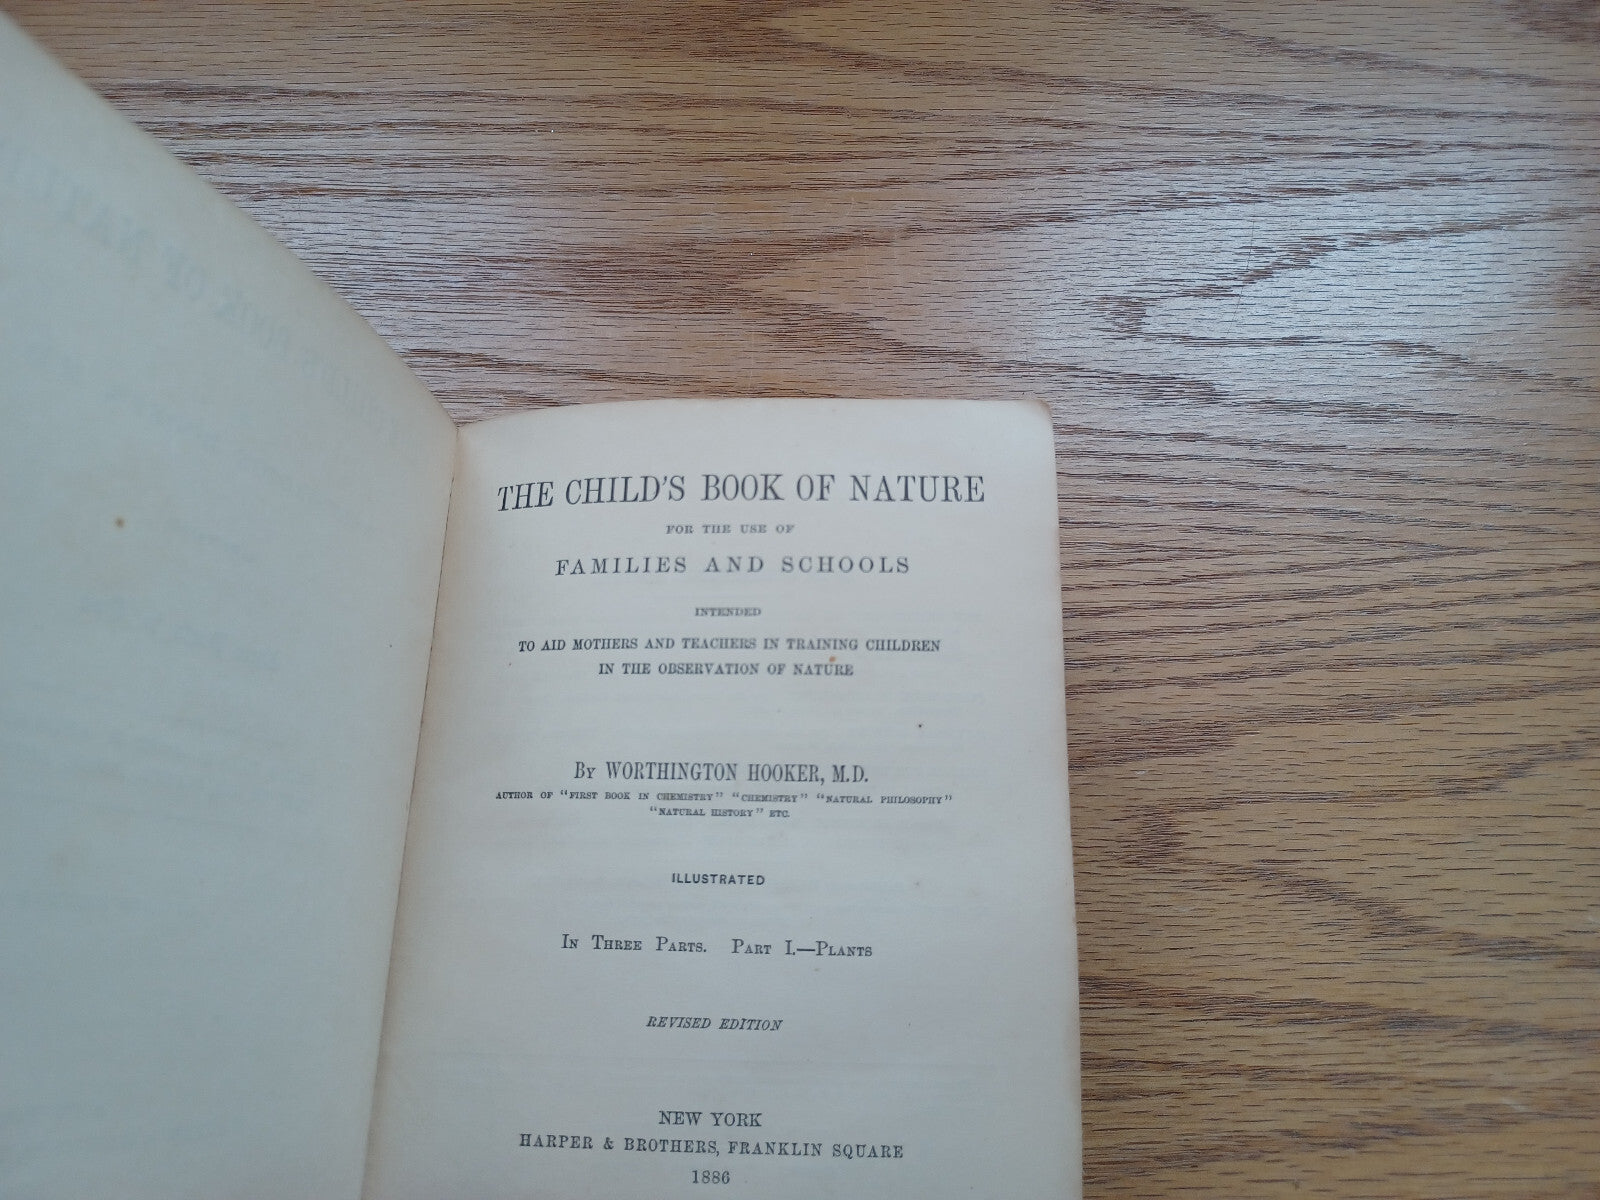 THE CHILD'S BOOK OF NATURE
FOR THE USE OF
FAMILIES AND SCHOOLS
INTENDED
TO AID MOTHERS AND TEACHERS IN TRAINING CHILDREN
IN THE OBSERVATION OF NATURE
By WORTHINGTON HOOKER, M.D.
AUTHOR OF “FIRST BOOK IN CHEMISTRY” “CHEMISTRY” “NATURAL PHILOSOPHY”
“NATURAL HISTORY” ETC.
ILLUSTRATED
In Three Parts. Part I.—Plants
REVISED EDITION
NEW YORK
HARPER & BROTHERS, FRANKLIN SQUARE
1886